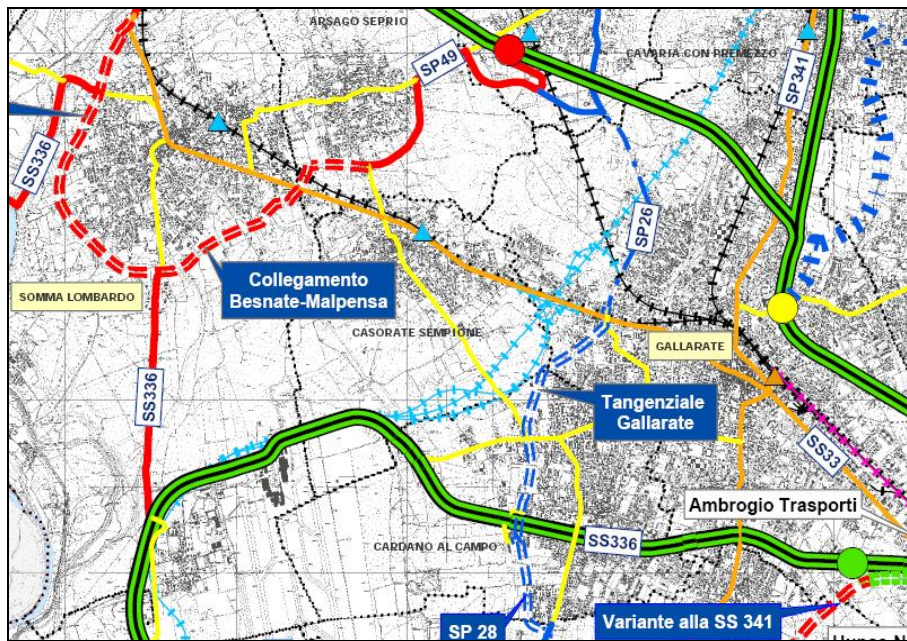 ARSAGO SEPRIO
SP49
CAVARIA CON PREMEZZO
SP341
SS336
SP26
Collegamento
Besnate-Malpensa
SOMMA LOMBARDO
CASORATE SEMPIONE
GALLARATE
SS336
Tangenziale
Gallarate
SS33
Ambrogio Trasporti
SS336
CARDANO AL CAMPO
SP 28
Variante alla SS 341